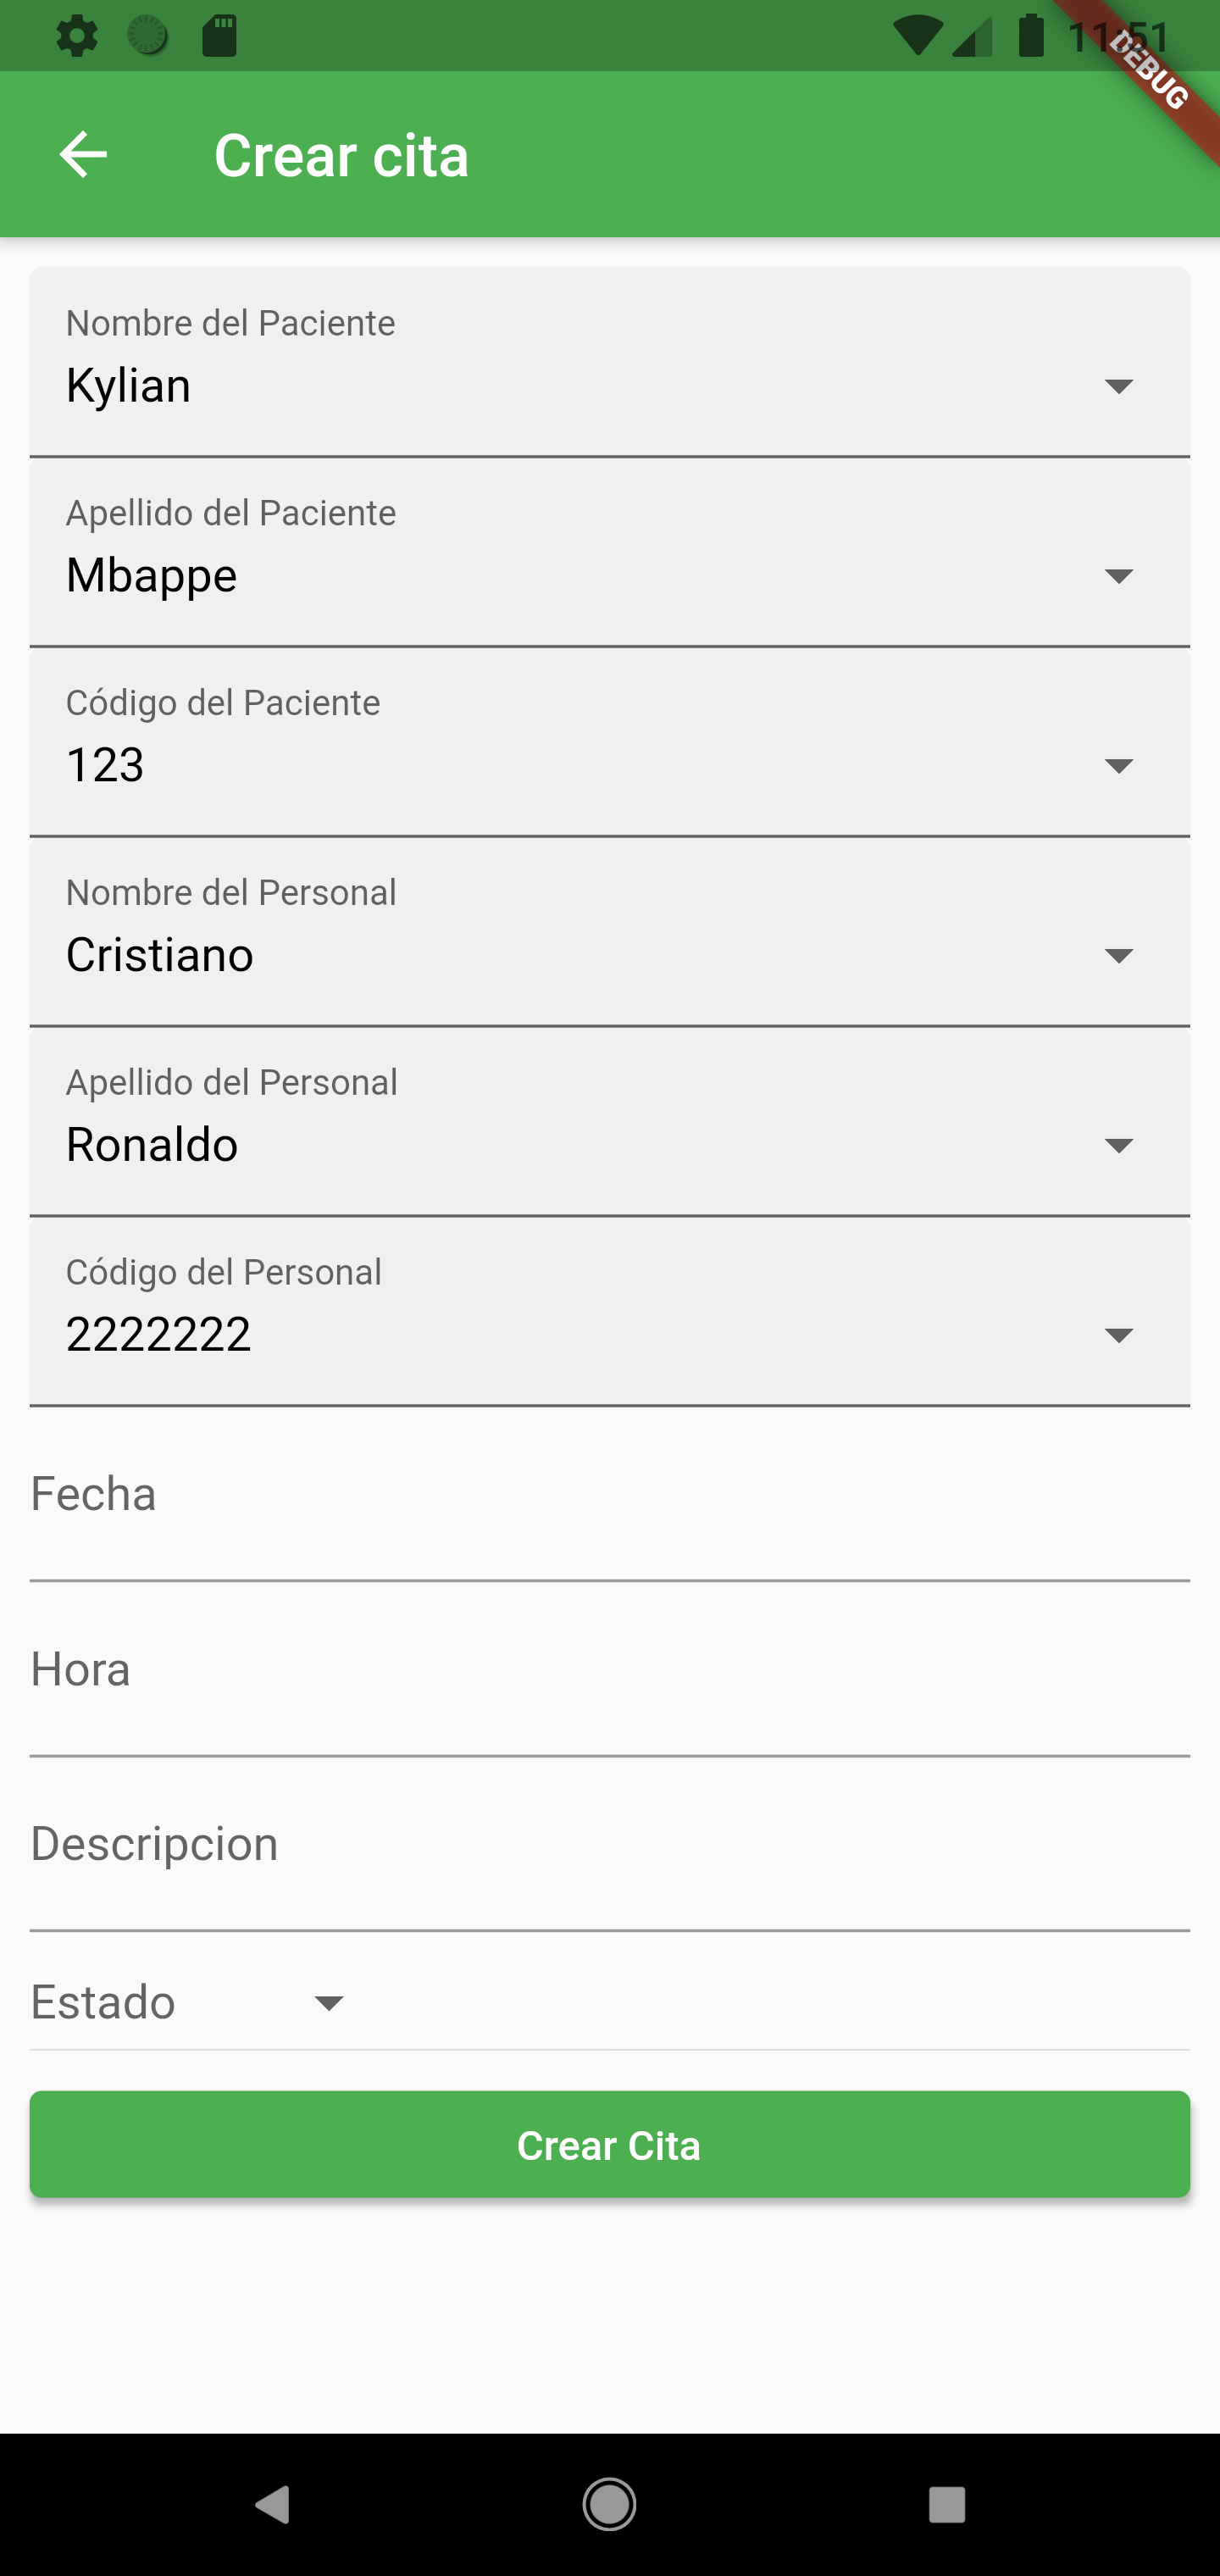 11:51
DEBUG
Crear cita
Nombre del Paciente
Kylian
Apellido del Paciente
Mbappe
Código del Paciente
123
Nombre del Personal
Cristiano
Apellido del Personal
Ronaldo
Código del Personal
2222222
Fecha
Hora
Descripcion
Estado
Crear Cita